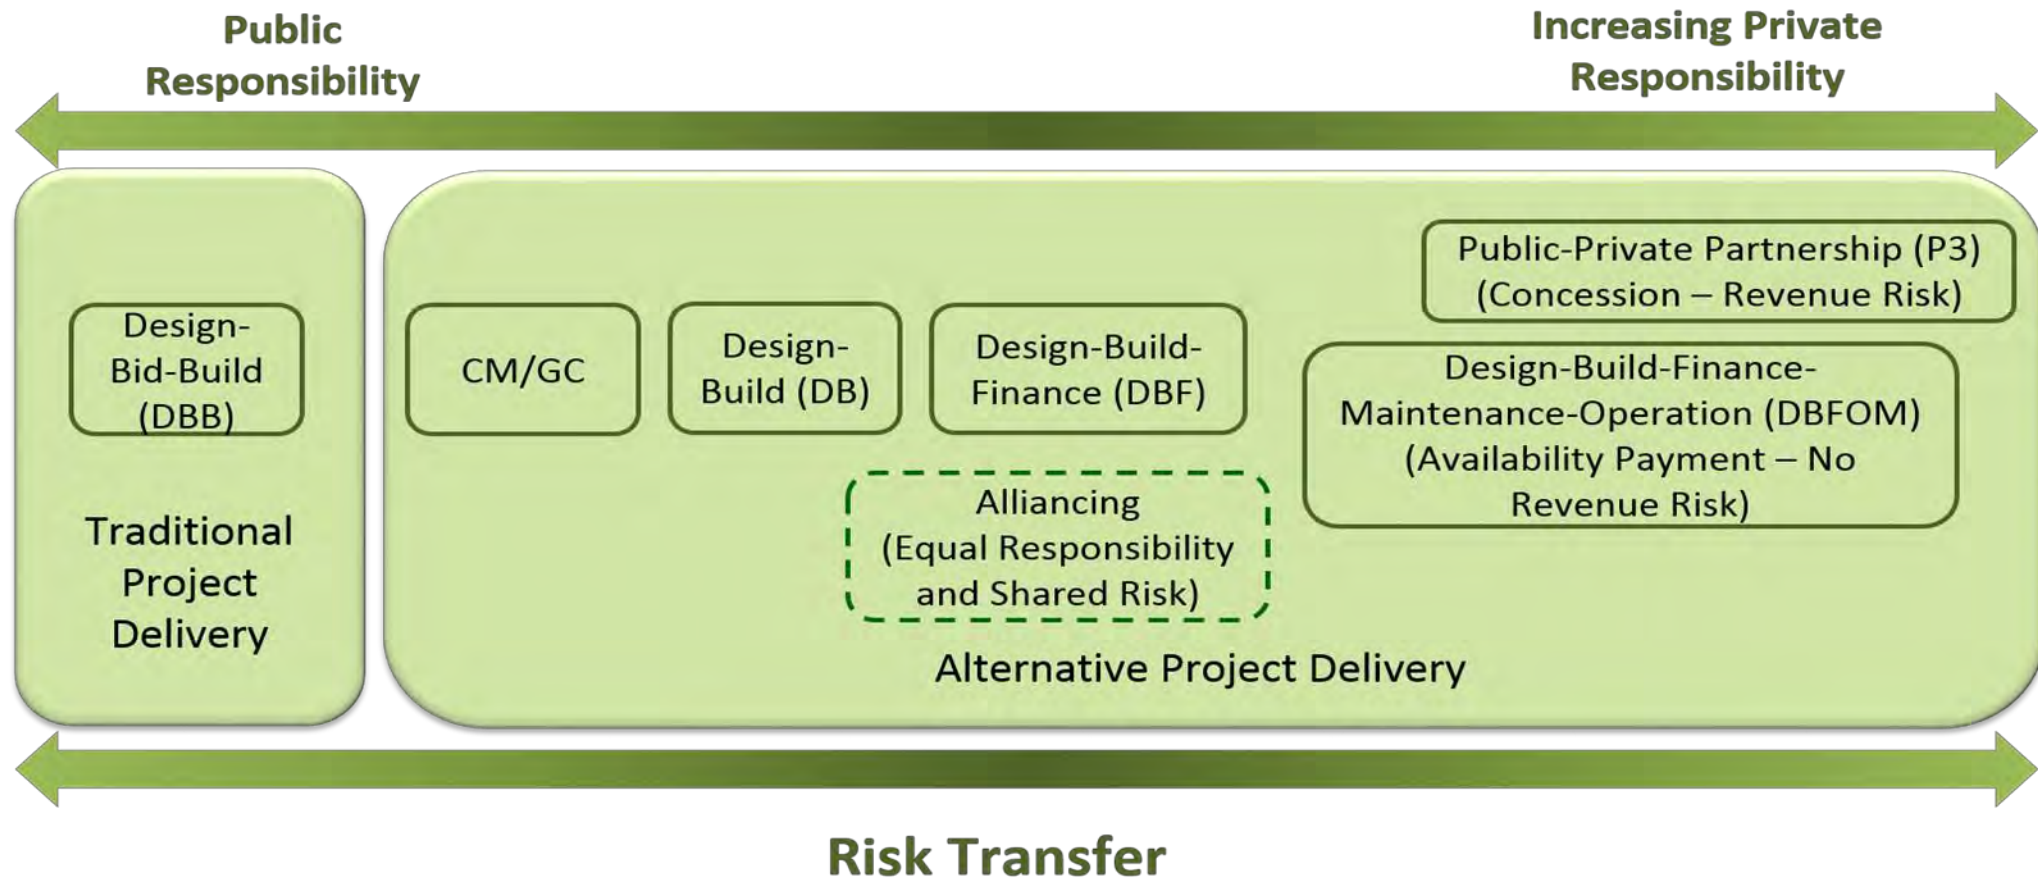 Public
Responsibility
Increasing Private
Responsibility
Design-
Bid-Build
(DBB)
Traditional
Project
Delivery
CM/GC
Design-
Build (DB)
Design-Build-
Finance (DBF)
Public-Private Partnership (P3)
(Concession – Revenue Risk)
Design-Build-Finance-
Maintenance-Operation (DBFOM)
(Availability Payment – No
Revenue Risk)
Alliancing
(Equal Responsibility
and Shared Risk)
Alternative Project Delivery
Risk Transfer